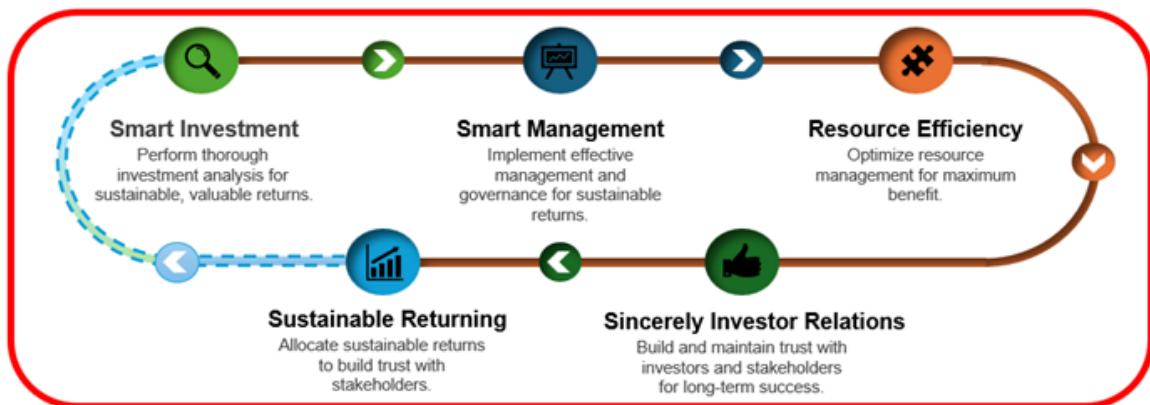 Smart Investment
Perform thorough
investment analysis for
sustainable, valuable returns.
Smart Management
Implement effective
management and
governance for sustainable
returns.
Resource Efficiency
Optimize resource
management for maximum
benefit.
Sustainable Returning
Allocate sustainable returns
to build trust with
stakeholders.
Sincerely Investor Relations
Build and maintain trust with
investors and stakeholders
for long-term success.